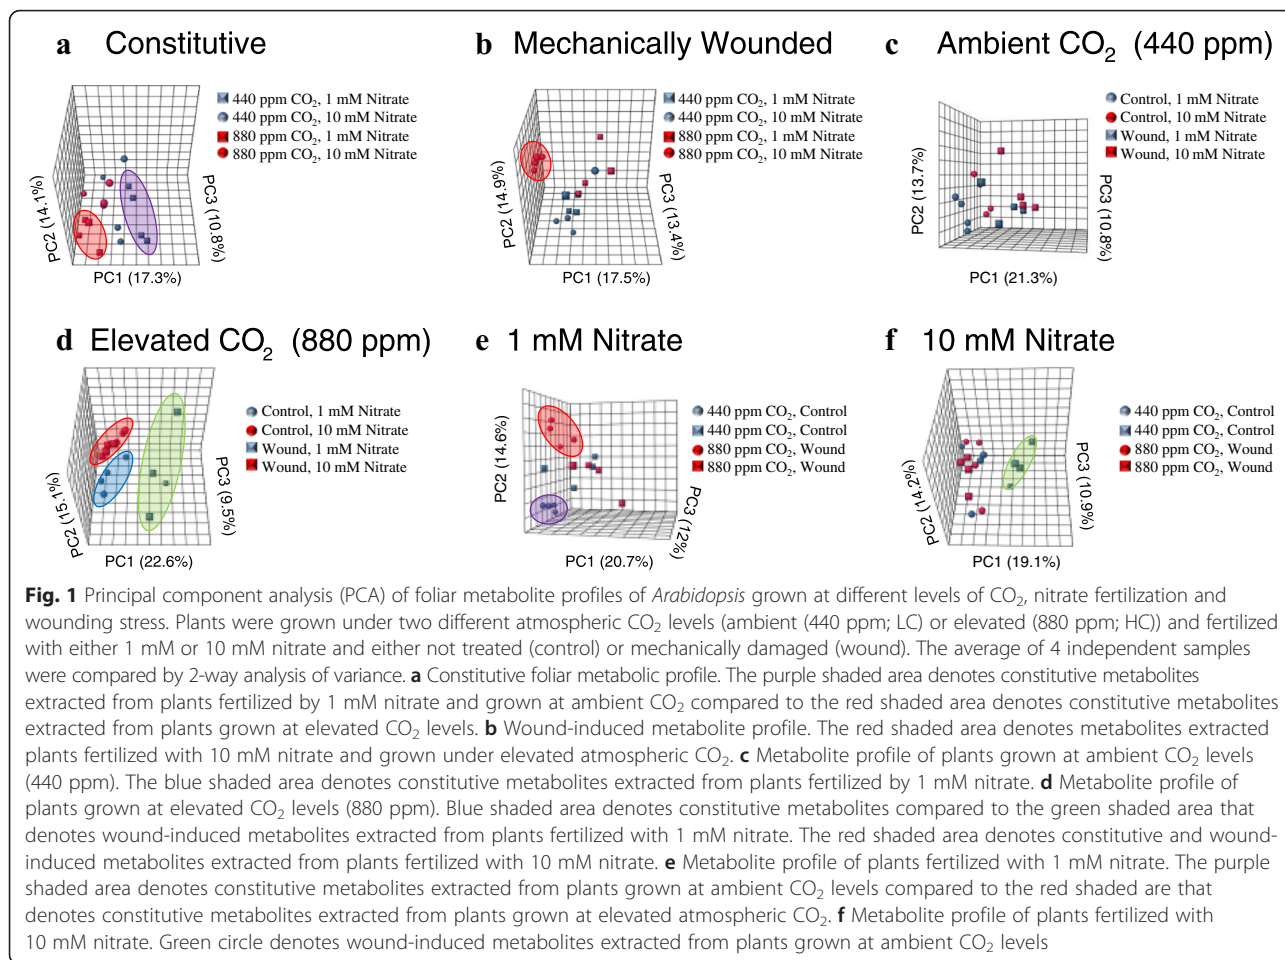 a Constitutive
b Mechanically Wounded
c Ambient CO2 (440 ppm)
440 ppm CO2, 1 mM Nitrate
440 ppm CO2, 10 mM Nitrate
880 ppm CO2, 1 mM Nitrate
880 ppm CO2, 10 mM Nitrate
PC2 (14.1%)
PC3 (10.8%)
PC1 (17.3%)
440 ppm CO2, 1 mM Nitrate
440 ppm CO2, 10 mM Nitrate
880 ppm CO2, 1 mM Nitrate
880 ppm CO2, 10 mM Nitrate
PC2 (14.9%)
PC3 (13.4%)
PC1 (17.5%)
Control, 1 mM Nitrate
Control, 10 mM Nitrate
Wound, 1 mM Nitrate
Wound, 10 mM Nitrate
PC2 (13.7%)
PC3 (10.8%)
PC1 (21.3%)
d Elevated CO2 (880 ppm)
e 1 mM Nitrate
f 10 mM Nitrate
Control, 1 mM Nitrate
Control, 10 mM Nitrate
Wound, 1 mM Nitrate
Wound, 10 mM Nitrate
PC2 (15.1%)
PC3 (9.5%)
PC1 (22.6%)
440 ppm CO2, Control
440 ppm CO2, Control
880 ppm CO2, Wound
880 ppm CO2, Wound
PC2 (14.6%)
PC3 (12%)
PC1 (20.7%)
440 ppm CO2, Control
440 ppm CO2, Control
880 ppm CO2, Wound
880 ppm CO2, Wound
PC2 (14.2%)
PC3 (10.9%)
PC1 (19.1%)
Fig. 1 Principal component analysis (PCA) of foliar metabolite profiles of Arabidopsis grown at different levels of CO2, nitrate fertilization and
wounding stress. Plants were grown under two different atmospheric CO2 levels (ambient (440 ppm; LC) or elevated (880 ppm; HC)) and fertilized
with either 1 mM or 10 mM nitrate and either not treated (control) or mechanically damaged (wound). The average of 4 independent samples
were compared by 2-way analysis of variance. a Constitutive foliar metabolic profile. The purple shaded area denotes constitutive metabolites
extracted from plants fertilized by 1 mM nitrate and grown at ambient CO2 compared to the red shaded area denotes constitutive metabolites
extracted from plants grown at elevated CO2 levels. b Wound-induced metabolite profile. The red shaded area denotes metabolites extracted
plants fertilized with 10 mM nitrate and grown under elevated atmospheric CO2. c Metabolite profile of plants grown at ambient CO2 levels
(440 ppm). The blue shaded area denotes constitutive metabolites extracted from plants fertilized by 1 mM nitrate. d Metabolite profile of
plants grown at elevated CO2 levels (880 ppm). Blue shaded area denotes constitutive metabolites compared to the green shaded area that
denotes wound-induced metabolites extracted from plants fertilized with 1 mM nitrate. The red shaded area denotes constitutive and wound-
induced metabolites extracted from plants fertilized with 10 mM nitrate. e Metabolite profile of plants fertilized with 1 mM nitrate. The purple
shaded area denotes constitutive metabolites extracted from plants grown at ambient CO2 levels compared to the red shaded are that
denotes constitutive metabolites extracted from plants grown at elevated atmospheric CO2. f Metabolite profile of plants fertilized with
10 mM nitrate. Green circle denotes wound-induced metabolites extracted from plants grown at ambient CO2 levels